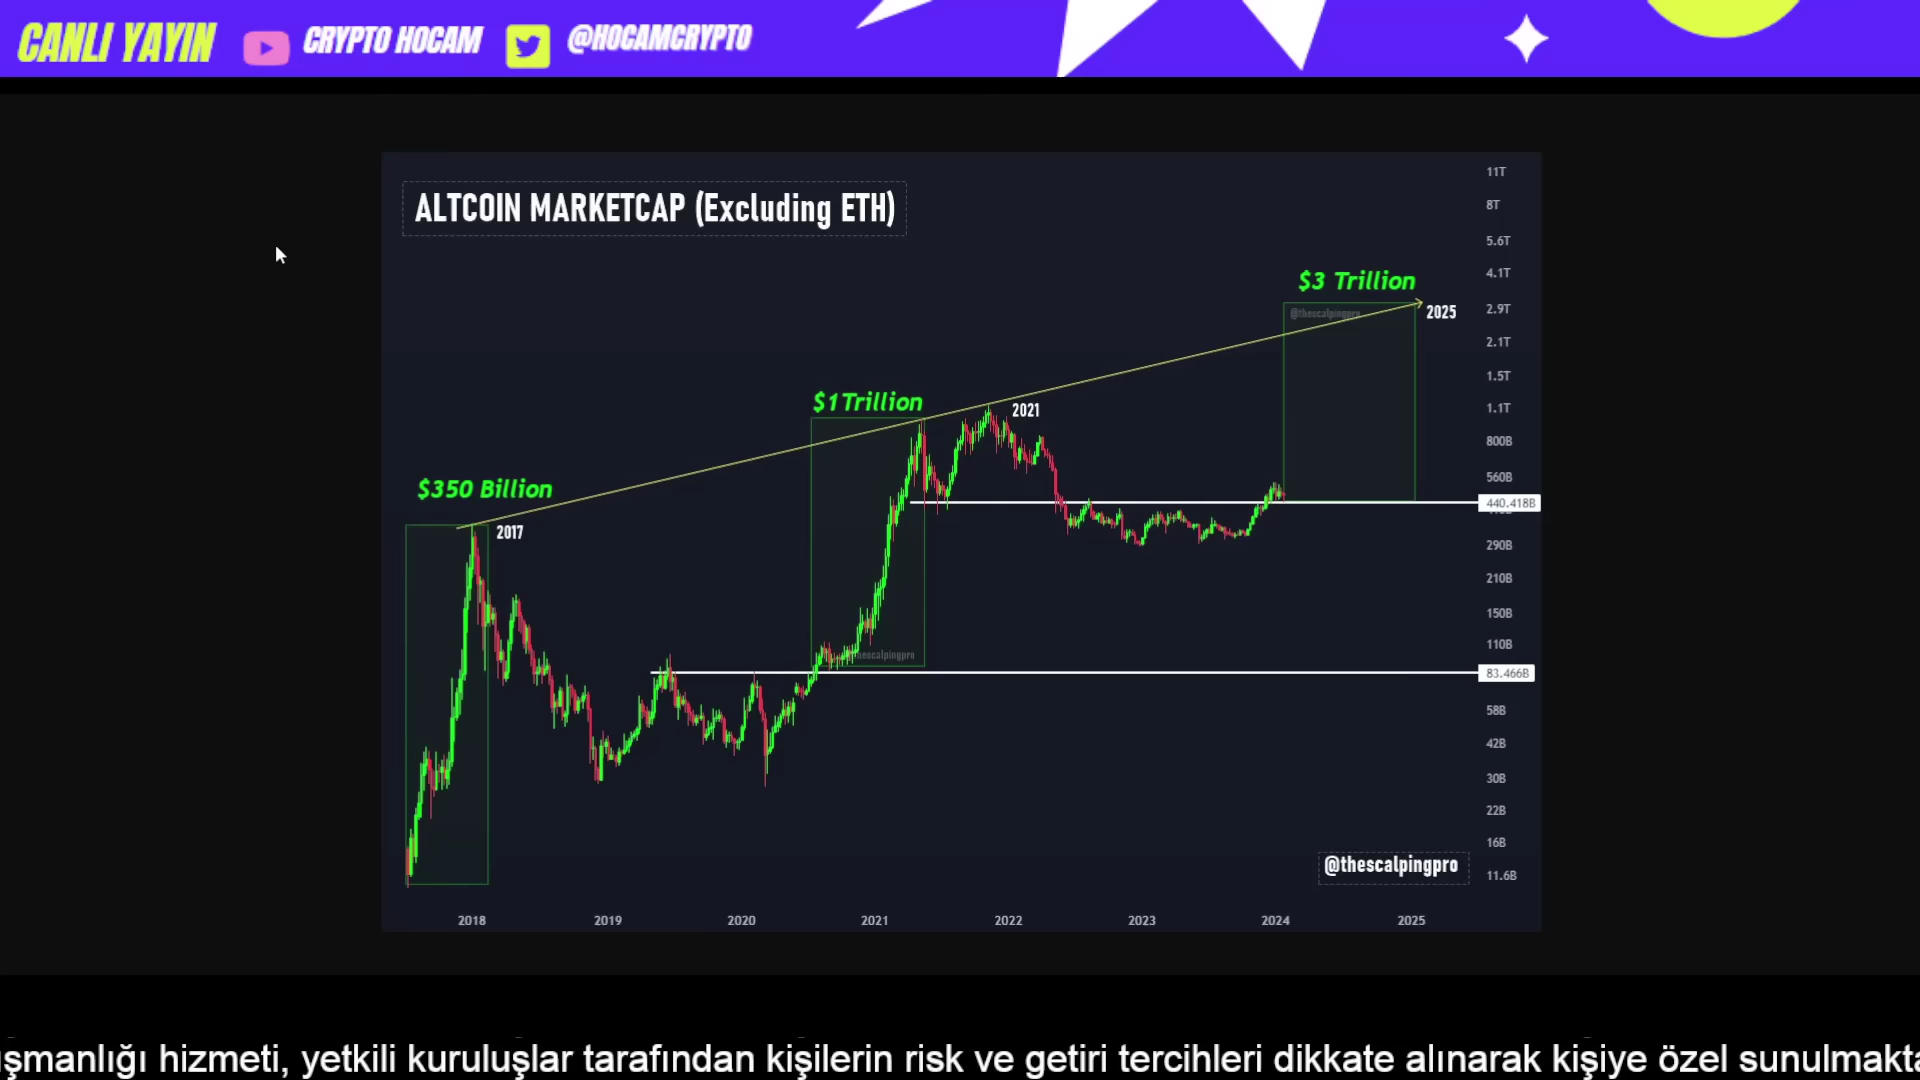 CANLI YAYIN CRYPTO HOCAM @HOCAMCRYPTO
ALTCOIN MARKETCAP (Excluding ETH)
11T
8T
5.6T
$3 Trillion
4.1T
@thescalpingpro
2025
2.9T
2.1T
1.5T
$1Trillion
2021
1.1T
800B
$350 Billion
560B
440.418B
2017
290B
210B
150B
110B
83.466B
58B
42B
30B
22B
16B
@thescalpingpro
11.6B
2018 2019 2020 2021 2022 2023 2024 2025
hizmeti, yetkili kuruluşlar tarafından kişilerin risk ve getiri tercihleri dikkate alınarak kişiye özel